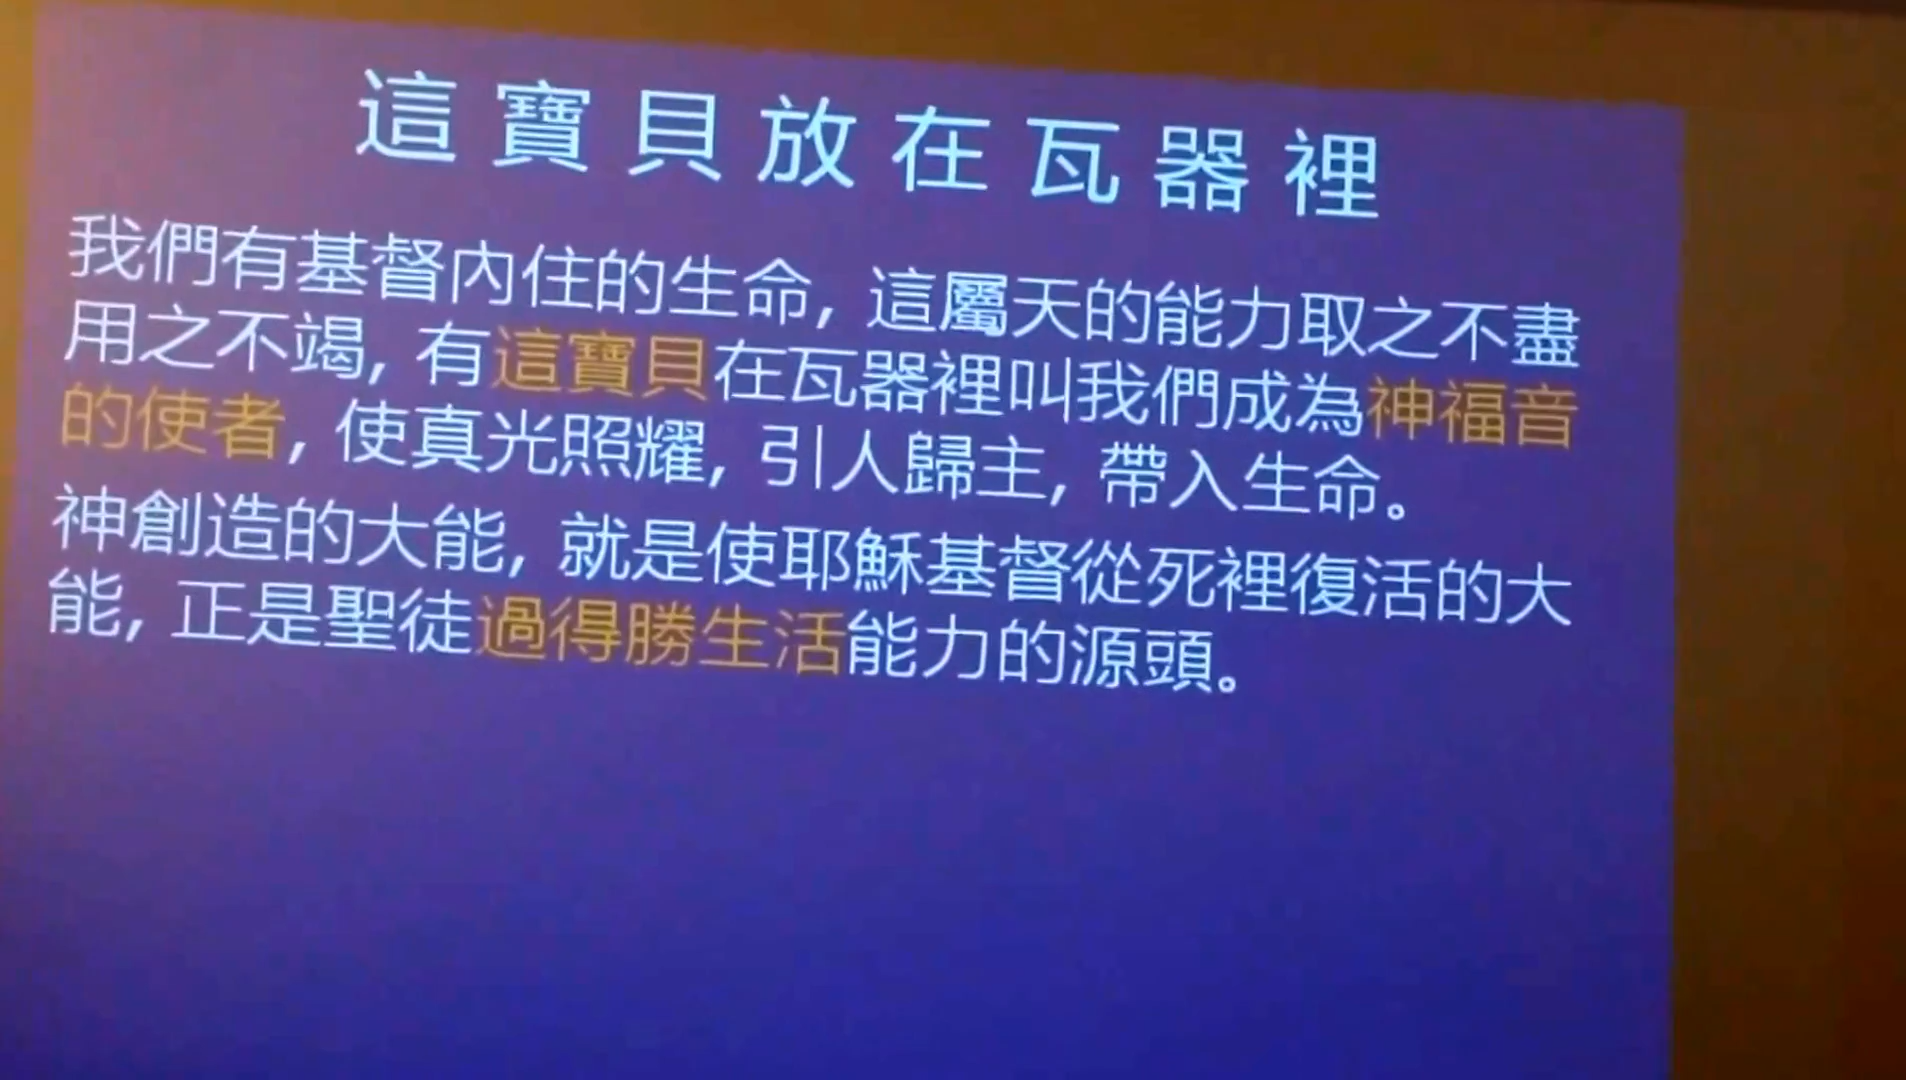 這寶貝放在瓦器裡
我們有基督內住的生命, 這屬天的能力取之不盡
用之不竭, 有這寶貝在瓦器裡叫我們成為神福音
的使者, 使真光照耀, 引人歸主, 帶入生命。
神創造的大能, 就是使耶穌基督從死裡復活的大
能, 正是聖徒過得勝生活能力的源頭。